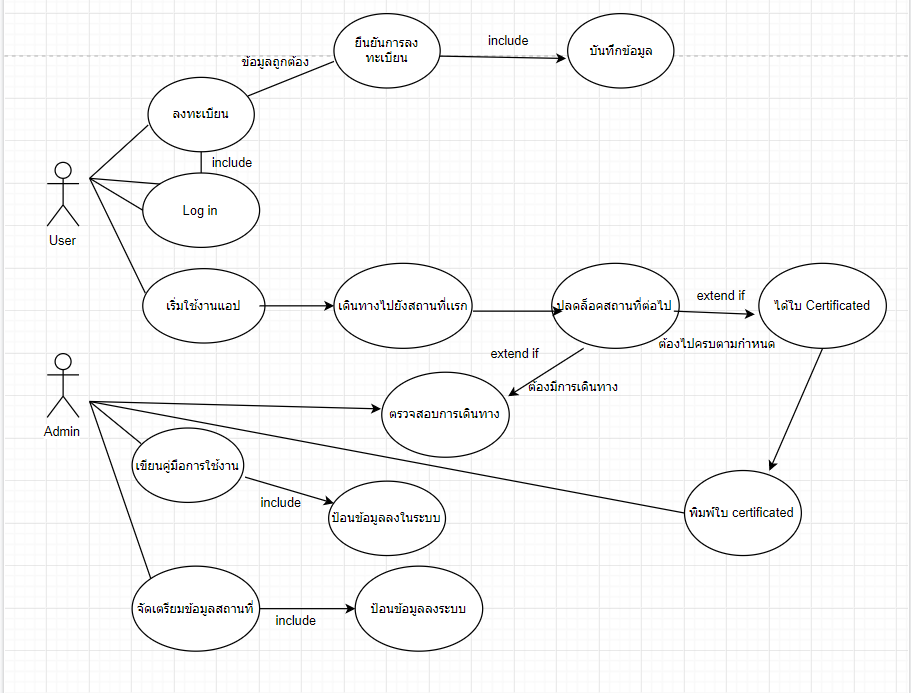 ยืนยันการลง
ทะเบียน
include
บันทึกข้อมูล
ข้อมูลถูกต้อง
ลงทะเบียน
include
Log in
User
เริ่มใช้งานแอป
เดินทางไปยังสถานที่แรก
ปลดล็อคสถานที่ต่อไป
extend if
ได้ใบ Certificated
ต้องไปครบตามกำหนด
extend if
ต้องมีการเดินทาง
ตรวจสอบการเดินทาง
Admin
เขียนคู่มือการใช้งาน
include
ป้อนข้อมูลลงในระบบ
พิมพ์ใบ certificated
จัดเตรียมข้อมูลสถานที่
include
ป้อนข้อมูลลงระบบ